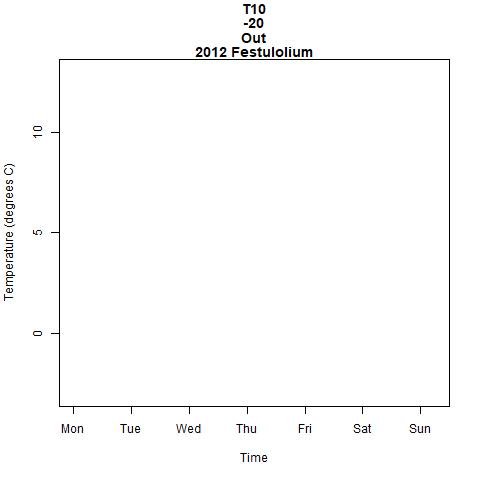 T10
-20
Out
2012 Festulolium
10
5
0
Temperature (degrees C)
Mon Tue Wed Thu Fri Sat Sun
Time